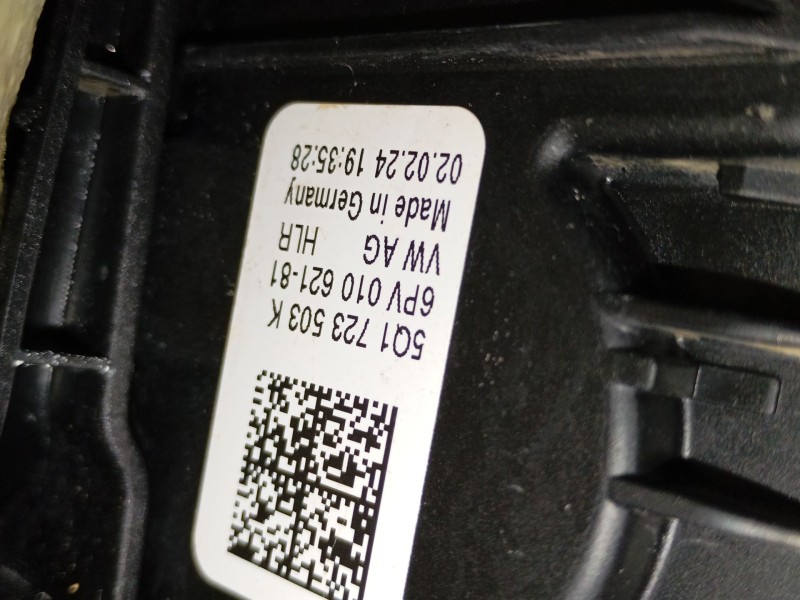 5Q1 723 503 K
6PV 010 621-81
VW AG HLR
Made in Germany
02.02.24 19:35:28